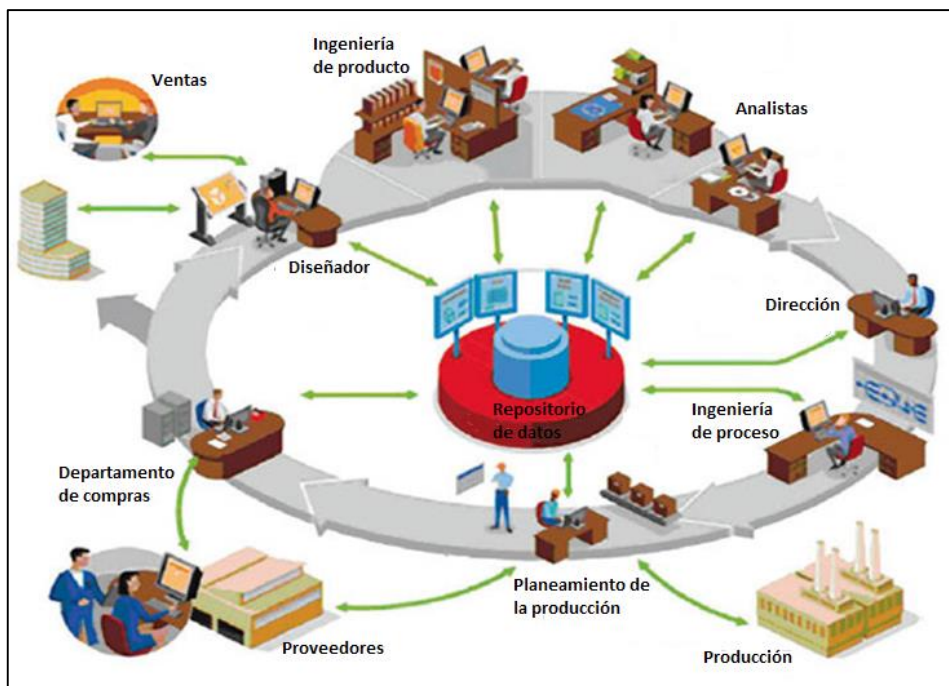 Ventas
Ingeniería
de producto
Analistas
Diseñador
Dirección
Repositorio
de datos
Ingeniería
de proceso
Departamento
de compras
Planeamiento de
la producción
Proveedores
Producción